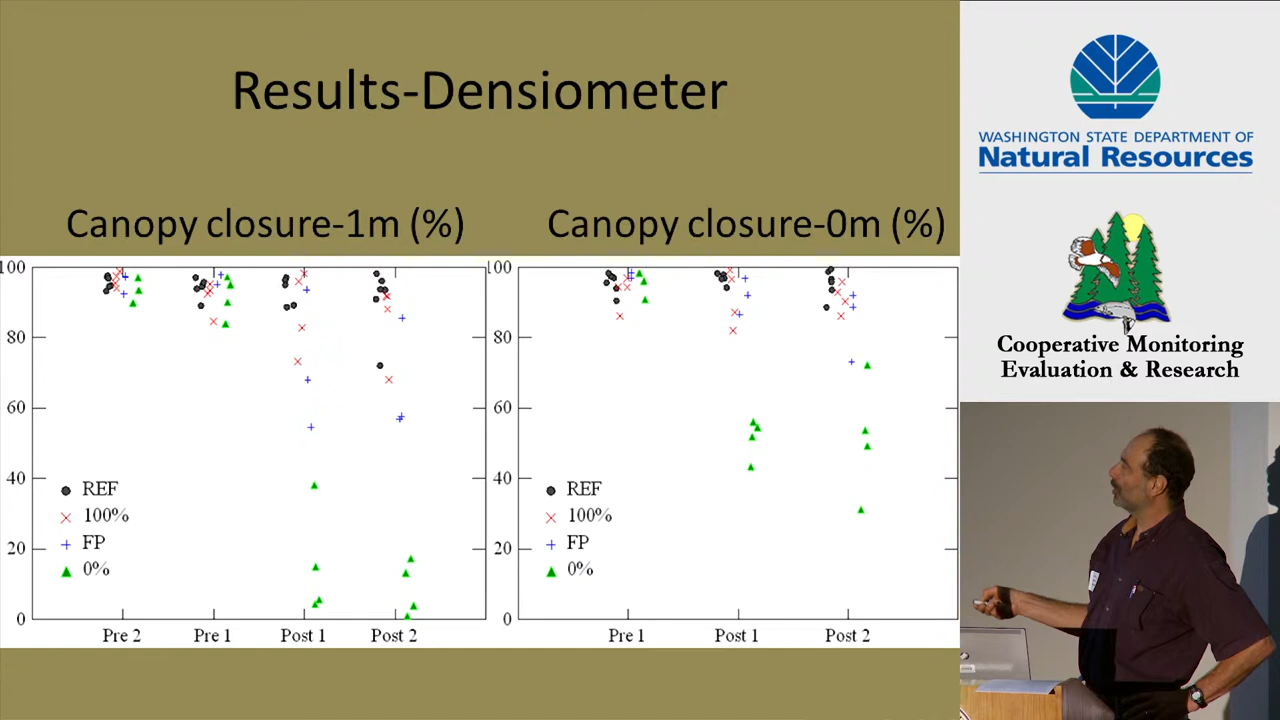 Results-Densiometer
Canopy closure-1m (%)
Canopy closure-0m (%)
100
80
60
40
20
0
REF
100%
FP
0%
Pre 2
Pre 1
Post 1
Post 2
100
80
60
40
20
0
REF
100%
FP
0%
Pre 1
Post 1
Post 2
WASHINGTON STATE DEPARTMENT OF
Natural Resources
Cooperative Monitoring
Evaluation & Research